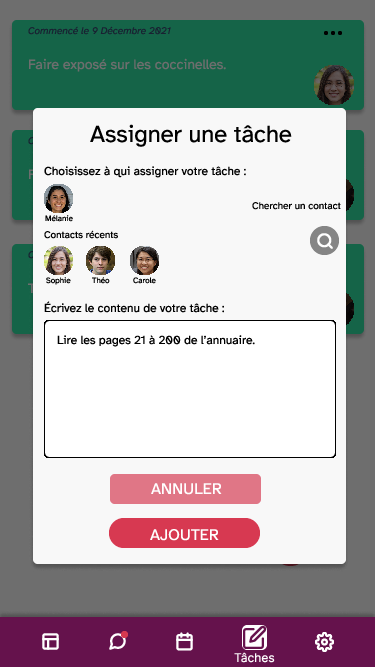 Commencé le 9 Décembre 2021
Faire exposé sur les coccinelles.
Assigner une tâche
Choisissez à qui assigner votre tâche :
Mélanie
Chercher un contact
Contacts récents
Sophie Théo Carole
Écrivez le contenu de votre tâche :
Lire les pages 21 à 200 de l'annuaire.
ANNULER
AJOUTER
Tâches